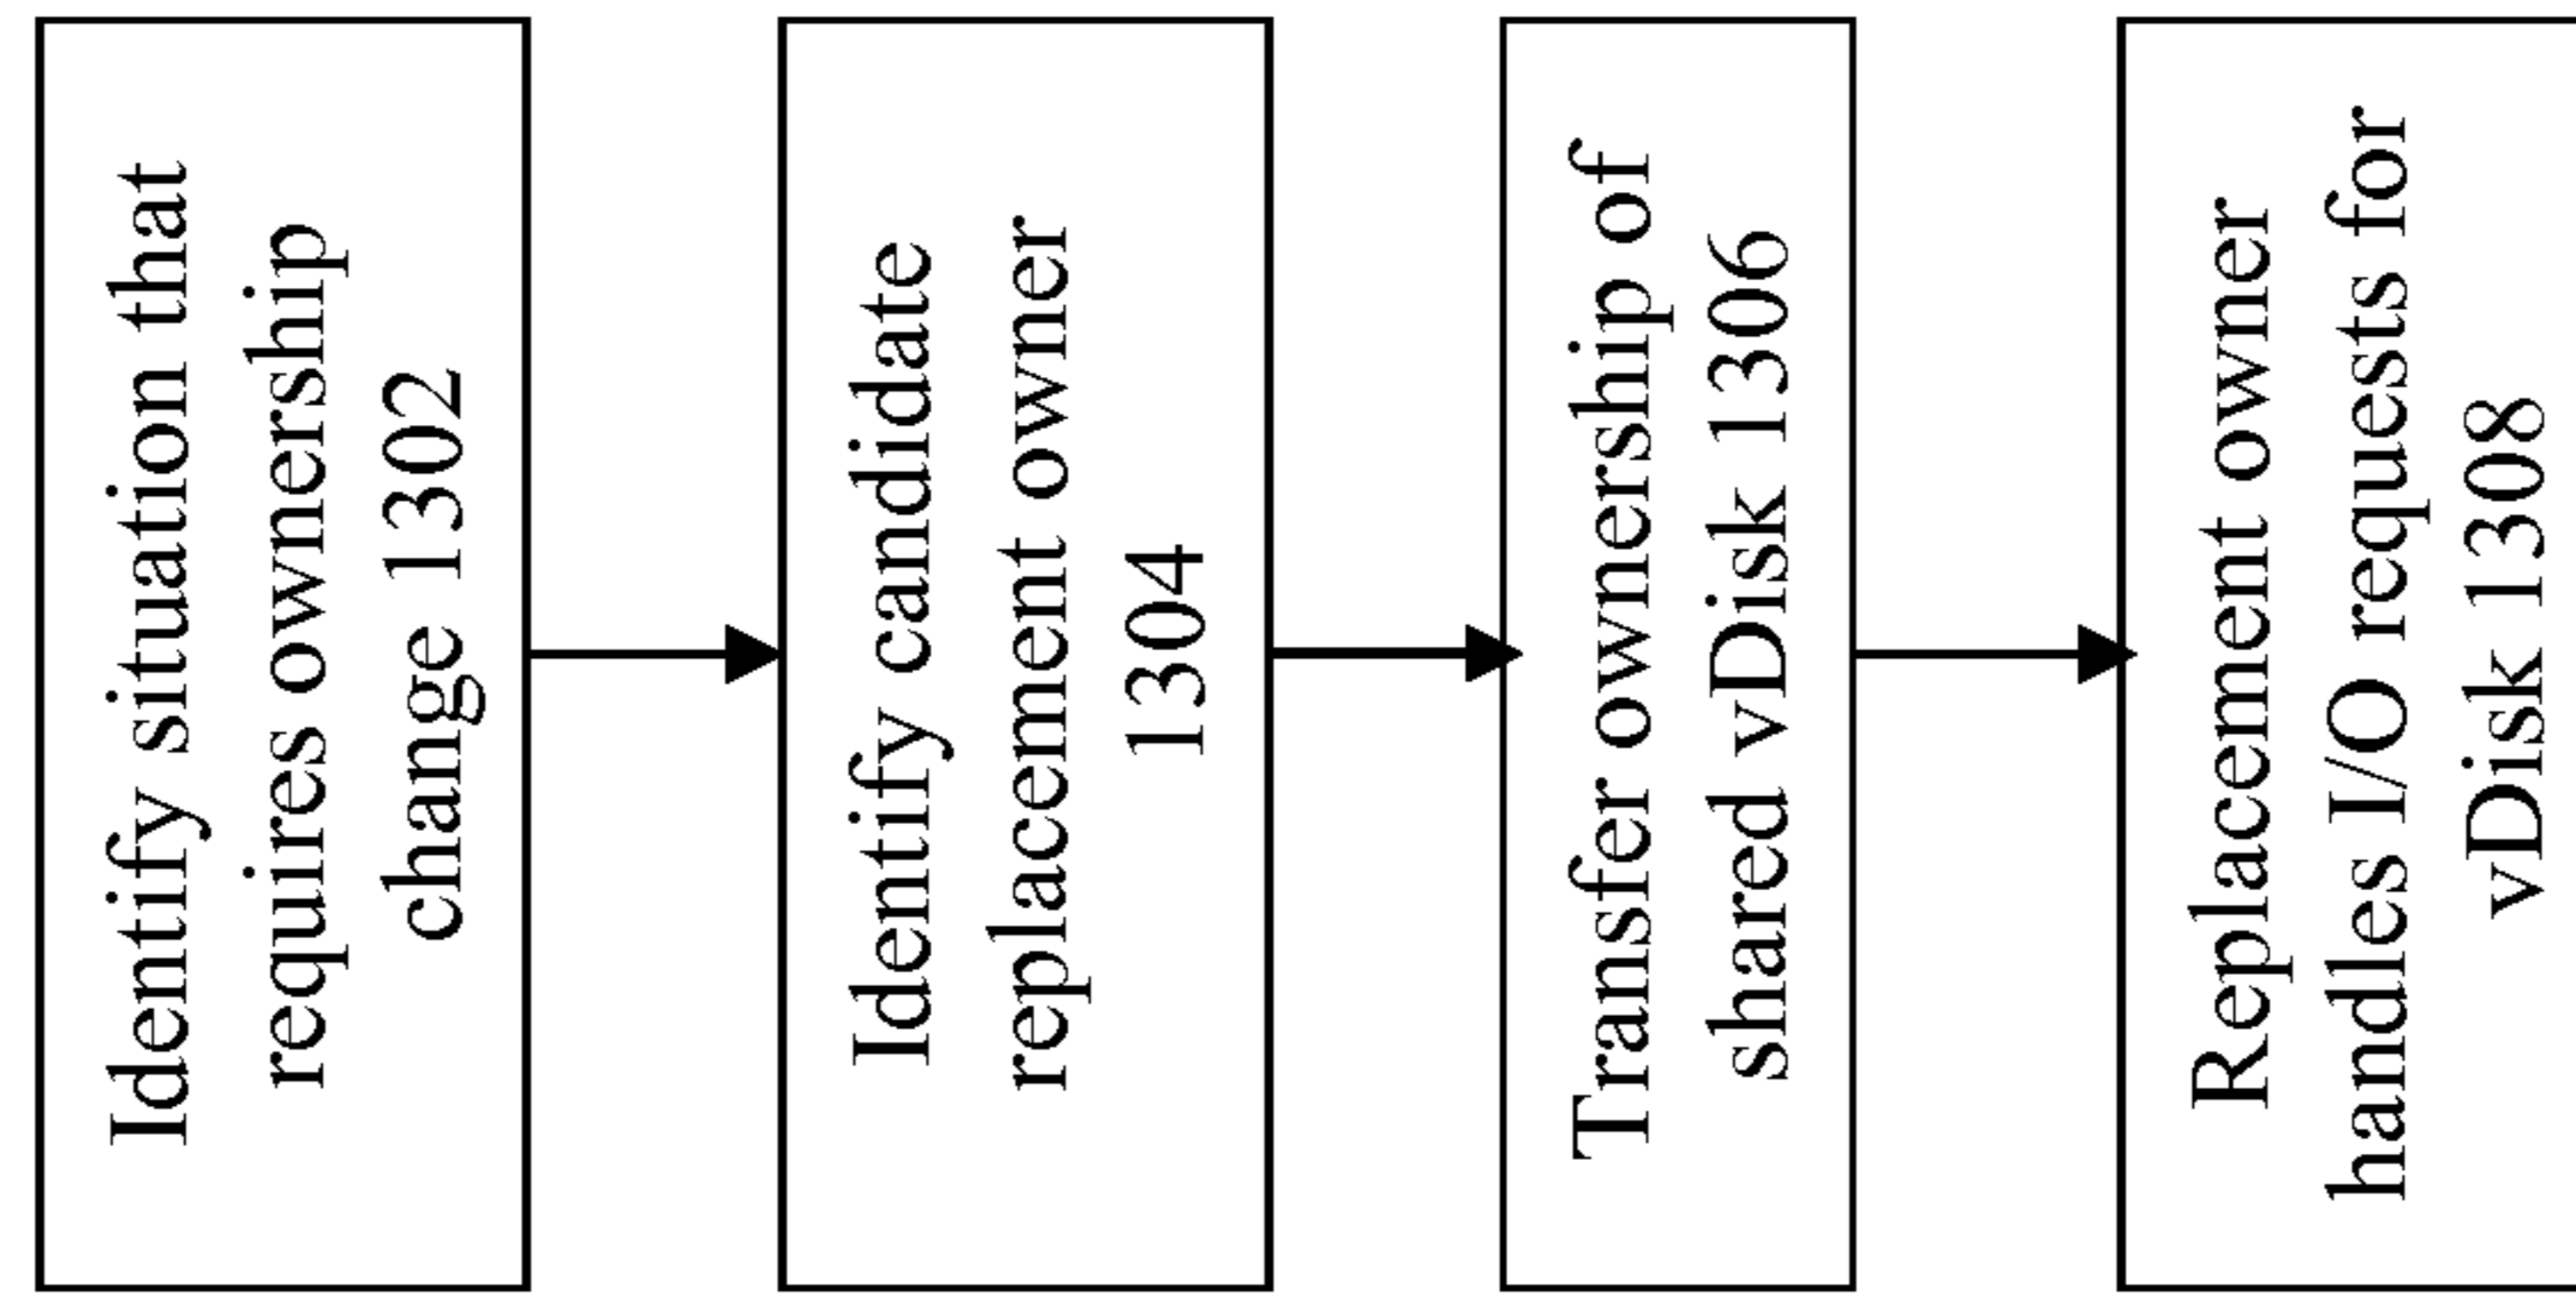 Identify situation that
requires ownership
change 1302
Identify candidate
replacement owner
1304
Transfer ownership of
shared vDisk 1306
Replacement owner
handles I/O requests for
vDisk 1308